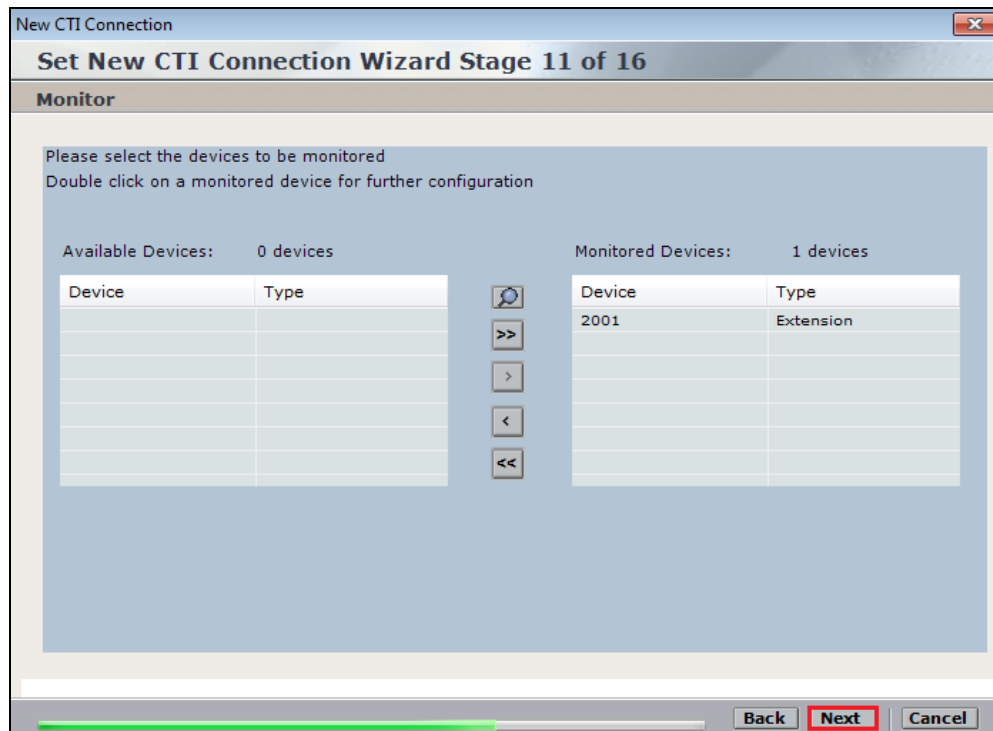 New CTI Connection
Set New CTI Connection Wizard Stage 11 of 16
Monitor
Please select the devices to be monitored
Double click on a monitored device for further configuration
Available Devices: 0 devices
Monitored Devices: 1 devices
Device Type
Device Type
2001 Extension
>>
>
<
<<
Back Next Cancel